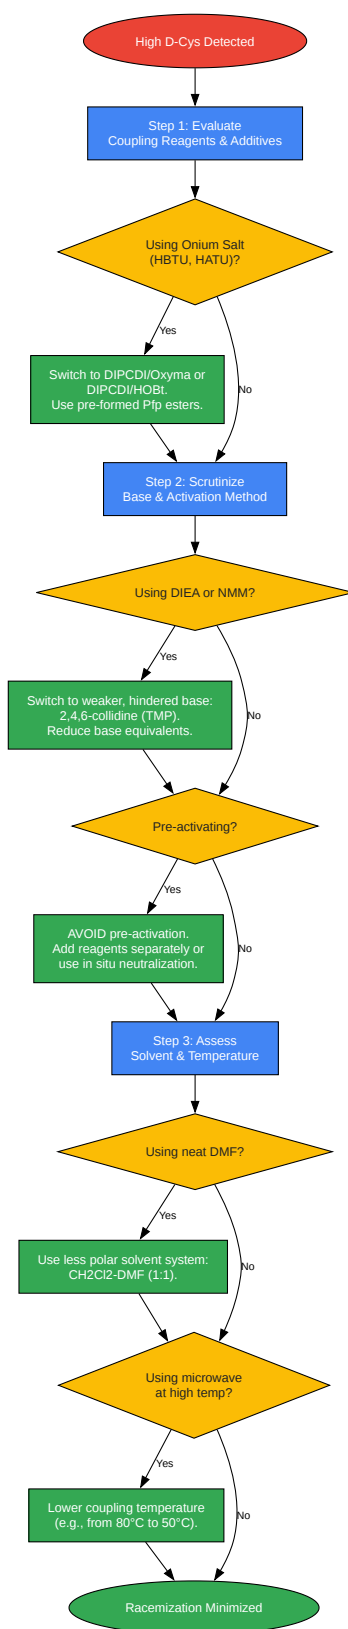 High D-Cys Detected
Step 1: Evaluate
Coupling Reagents & Additives
Using Onium Salt
(HBTU, HATU)?
Yes
No
Switch to DIPCDI/Oxyma or
DIPCDI/HOBt.
Use pre-formed Pfp esters.
Step 2: Scrutinize
Base & Activation Method
Using DIEA or NMM?
Yes
No
Switch to weaker, hindered base:
2,4,6-collidine (TMP).
Reduce base equivalents.
Pre-activating?
Yes
No
AVOID pre-activation.
Add reagents separately or
use in situ neutralization.
Step 3: Assess
Solvent & Temperature
Using neat DMF?
Yes
No
Use less polar solvent system:
CH2Cl2-DMF (1:1).
Using microwave
at high temp?
Yes
No
Lower coupling temperature
(e.g., from 80°C to 50°C).
Racemization Minimized